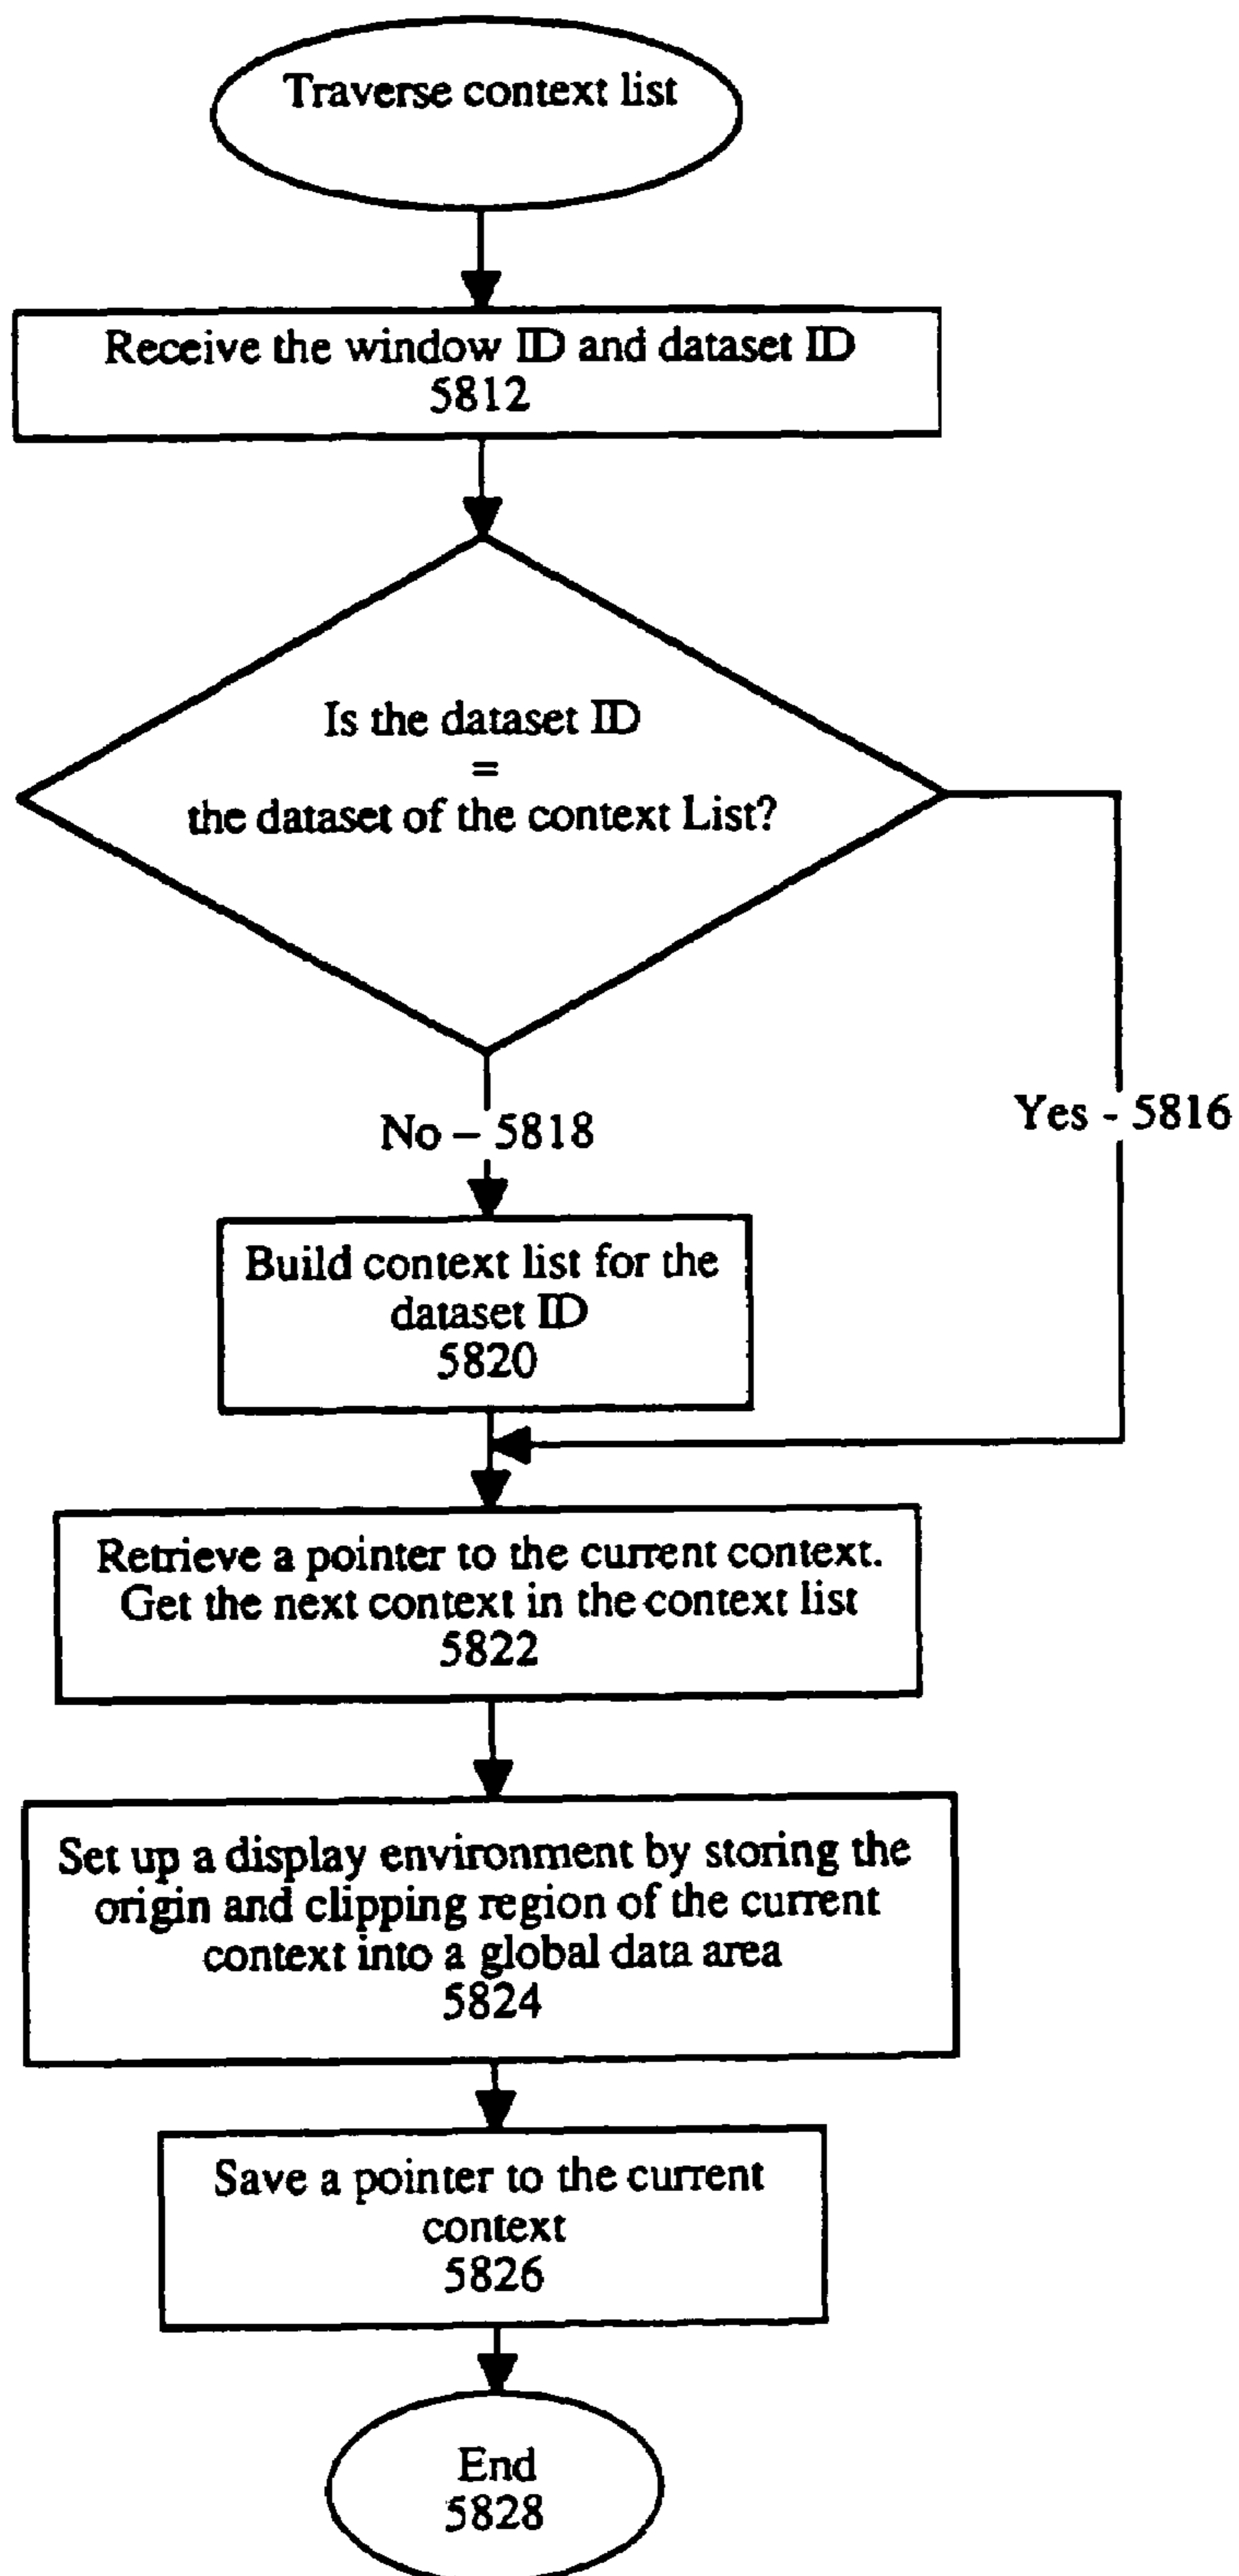 Traverse context list
Receive the window ID and dataset ID
5812
Is the dataset ID
=
the dataset of the context List?
No – 5818
Yes - 5816
Build context list for the
dataset ID
5820
Retrieve a pointer to the current context.
Get the next context in the context list
5822
Set up a display environment by storing the
origin and clipping region of the current
context into a global data area
5824
Save a pointer to the current
context
5826
End
5828